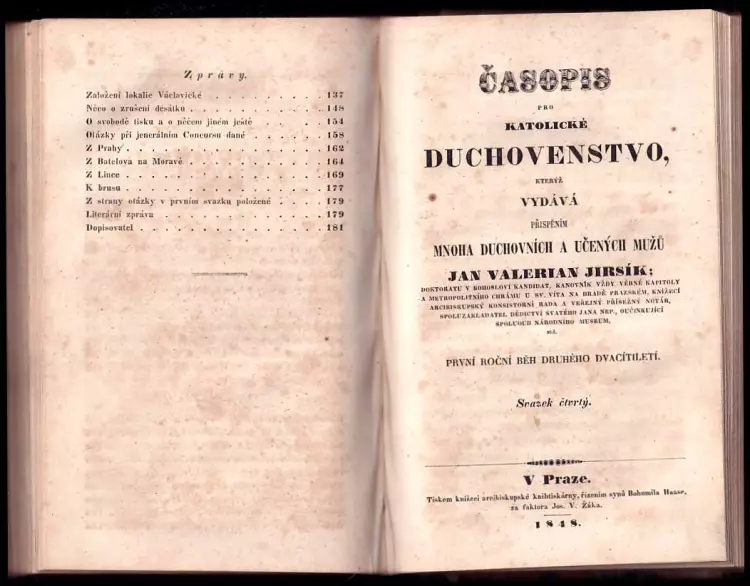 Zprávy.
Založení lokalie Václavické . . . . . . . . . 137
Něco o zrušení desátku . . . . . . . . . . 148
O svobodě tisku a o něčem jiném ještě . . . . . . 154
Otázky při jenerálním Concursu dané . . . . . . 158
Z Prahy . . . . . . . . . . . . . . 162
Z Batelova na Moravě . . . . . . . . . . 164
Z Lince . . . . . . . . . . . . . . 169
K brusu . . . . . . . . . . . . . . 177
Z strany otázky v prvním svazku položené . . . . . 179
Literární zpráva . . . . . . . . . . . . 179
Dopisovatel . . . . . . . . . . . . . 181
ČASOPIS
PRO
KATOLICKÉ
DUCHOVENSTVO,
KTERÝŽ
VYDÁVÁ
PŘISPĚNÍM
MNOHA DUCHOVNÍCH A UČENÝCH MUŽŮ
JAN VALERIAN JIRSÍK;
DOKTORATU V BOHOSLOVÍ KANDIDAT, KANOVNÍK VŽDY VĚRNÉ KAPITOLY
A METROPOLITNÍHO CHRÁMU U SV. VÍTA NA HRADĚ PRAŽSKÉM, KNÍŽECÍ
ARCIBISKUPSKÝ KONSISTORNÍ RADA A VEŘEJNÝ PŘÍSEŽNÝ NOTÁŘ,
SPOLUZAKLADATEL DĚDICTVÍ SVATÉHO JANA NEP., OUČINKUJÍCÍ
SPOLUOUD NÁRODNÍHO MUSEUM,
atd.
PRVNÍ ROČNÍ BĚH DRUHÉHO DVACÍTILETÍ.
Svazek čtvrtý.
V Praze.
Tiskem knížecí arcibiskupské knihtiskárny, řízením synů Bohumila Haase,
za faktora Jos. V. Žáka.
1848.